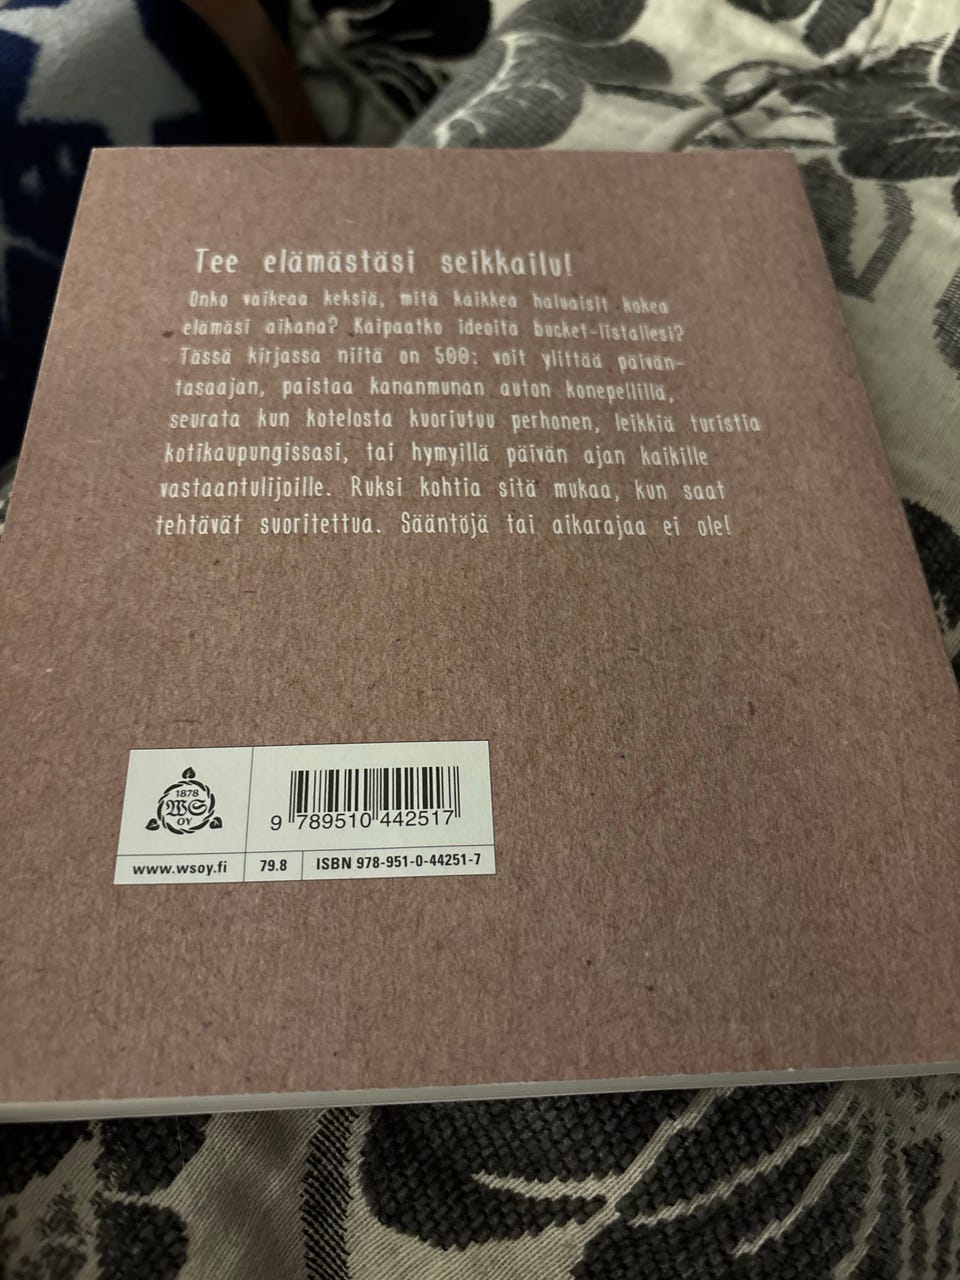 Tee elämästäsi seikkailu!
Onko vaikeaa keksiä, mitä kaikkea haluaisit kokea
elämäsi aikana? Kaipaatko ideoita bucket-listallesi?
Tässä kirjassa niitä on 500: voit ylittää päivän-
tasaajan, paistaa kananmunan auton konepellillä,
seurata kun kotelosta kuoriutuu perhonen, leikkiä turistia
kotikaupungissasi, tai hymyillä päivän ajan kaikille
vastaantulijoille. Ruksi kohtia sitä mukaa, kun saat
tehtävät suoritettua. Sääntöjä tai aikarajaa ei ole!
1878
WS
OY
9 789510 442517
www.wsoy.fi 79.8 ISBN 978-951-0-44251-7